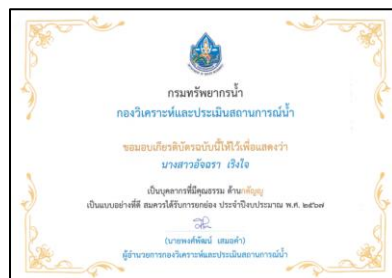 กรมทรัพยากรน้ำ
กองวิเคราะห์และประเมินสถานการณ์น้ำ
ขอมอบเกียรติบัตรฉบับนี้ให้ไว้เพื่อแสดงว่า
นางสาวอัจฉรา เริงใจ
เป็นบุคลากรที่มีคุณธรรม ด้านกตัญญู
เป็นแบบอย่างที่ดี สมควรได้รับการยกย่อง ประจำปีงบประมาณ พ.ศ. ๒๕๖๗
(นายพงศ์พัฒน์ เสมอคำ)
ผู้อำนวยการกองวิเคราะห์และประเมินสถานการณ์น้ำ